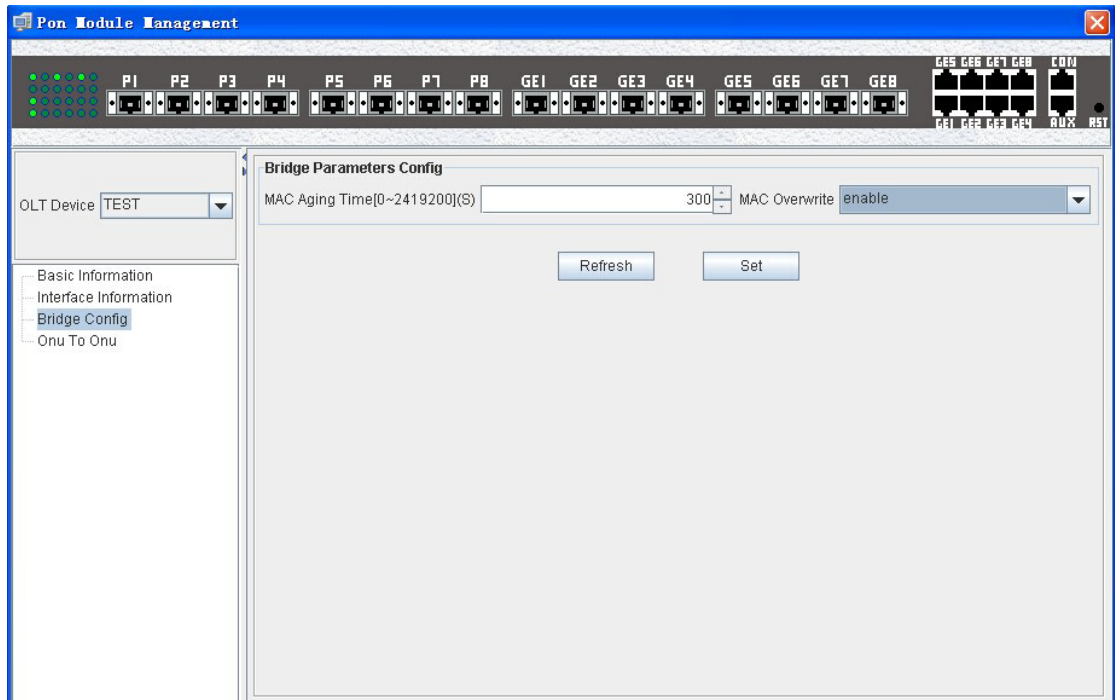 Pon Module Management
GE5 GE6 GE7 GE8 CON
P1 P2 P3 P4 P5 P6 P7 P8 GE1 GE2 GE3 GE4 GE5 GE6 GE7 GE8
GE1 GE2 GE3 GE4 AUX RST
Bridge Parameters Config
OLT Device TEST
MAC Aging Time[0~2419200](S) 300 MAC Overwrite enable
Refresh Set
Basic Information
Interface Information
Bridge Config
Onu To Onu